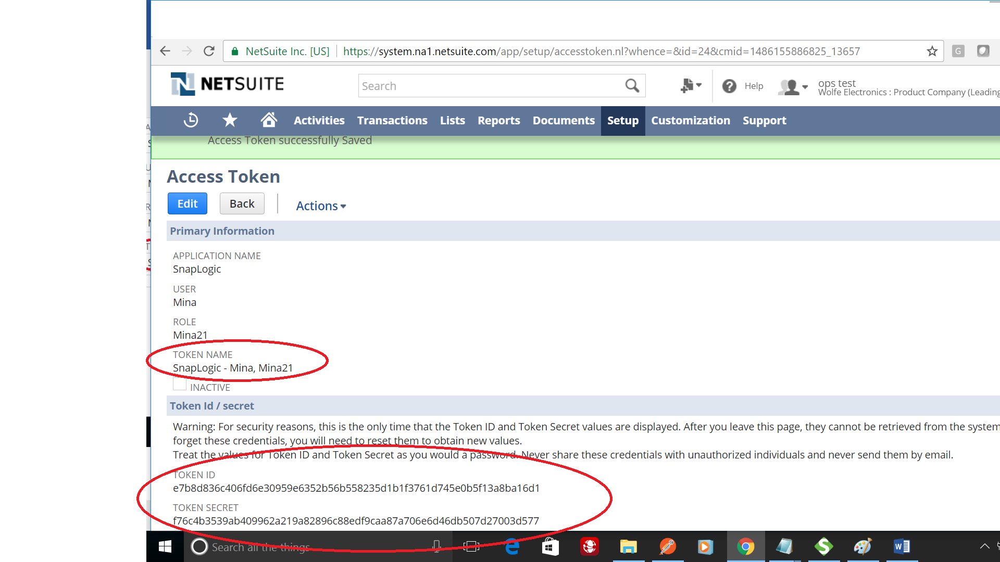 NetSuite Inc. [US]
https://system.na1.netsuite.com/app/setup/accesstoken.nl?whence=&id=24&cmid=1486155886825_13657
G
NETSUITE
Search
Help
ops test
Wolfe Electronics : Product Company (Leading
Activities Transactions Lists Reports Documents Setup Customization Support
Access Token successfully Saved
Access Token
Edit
Back
Actions
Primary Information
APPLICATION NAME
SnapLogic
USER
Mina
ROLE
Mina21
TOKEN NAME
SnapLogic - Mina, Mina21
INACTIVE
Token Id / secret
Warning: For security reasons, this is the only time that the Token ID and Token Secret values are displayed. After you leave this page, they cannot be retrieved from the system
forget these credentials, you will need to reset them to obtain new values.
Treat the values for Token ID and Token Secret as you would a password. Never share these credentials with unauthorized individuals and never send them by email.
TOKEN ID
e7b8d836c406fd6e30959e6352b56b558235d1b1f3761d745e0b5f13a8ba16d1
TOKEN SECRET
f76c4b3539ab409962a219a82896c88edf9caa87a706e6d46db507d27003d577
Search all the things